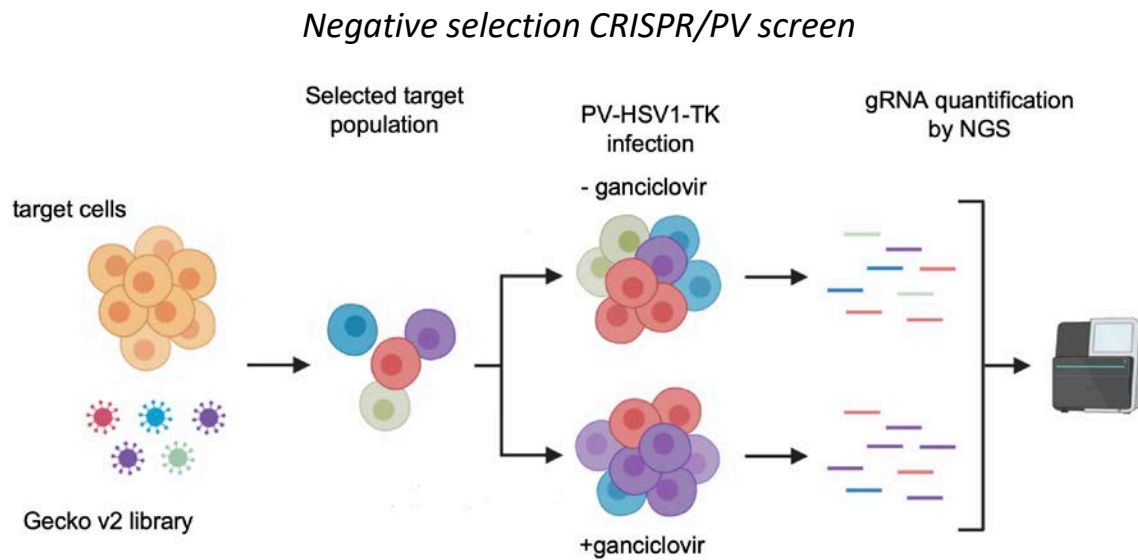 Negative selection CRISPR/PV screen
Selected target
population
PV-HSV1-TK
infection
- ganciclovir
gRNA quantification
by NGS
target cells
Gecko v2 library
+ganciclovir